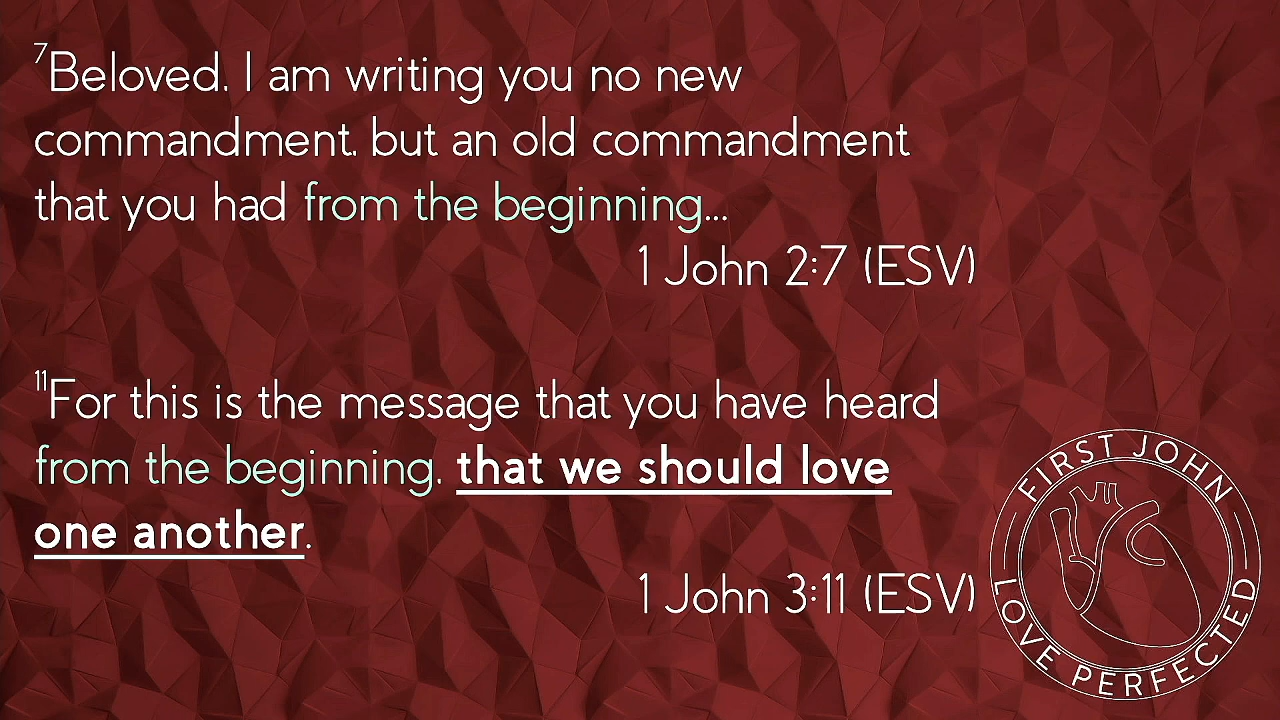 7Beloved, I am writing you no new
commandment, but an old commandment
that you had from the beginning...
1 John 2:7 (ESV)
11For this is the message that you have heard
from the beginning, that we should love
one another.
1 John 3:11 (ESV)
FIRST JOHN
LOVE PERFECTED